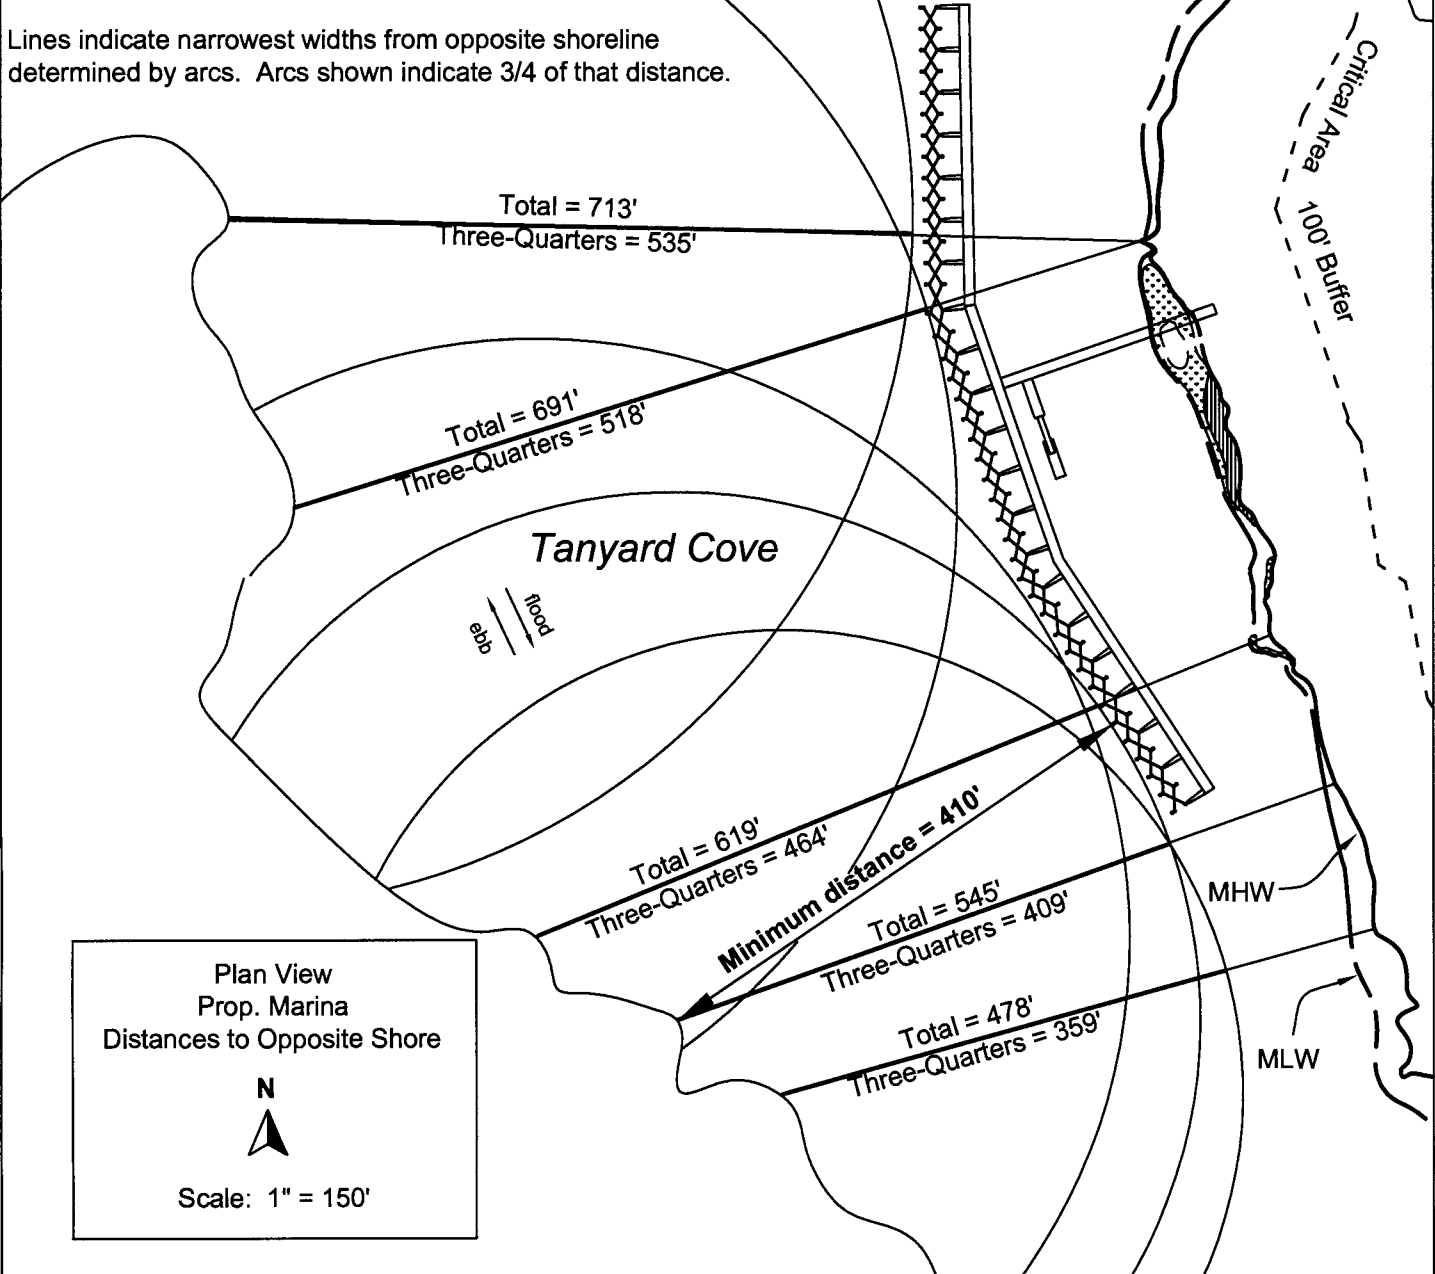 Lines indicate narrowest widths from opposite shoreline
determined by arcs. Arcs shown indicate 3/4 of that distance.
Critical Area 100' Buffer
Total = 713'
Three-Quarters = 535'
Total = 691'
Three-Quarters = 518'
Tanyard Cove
flood
ebb
Total = 619'
Three-Quarters = 464'
Minimum distance = 410'
Total = 545'
Three-Quarters = 409'
MHW
Total = 478'
Three-Quarters = 359'
MLW
Plan View
Prop. Marina
Distances to Opposite Shore
N
Scale: 1" = 150'